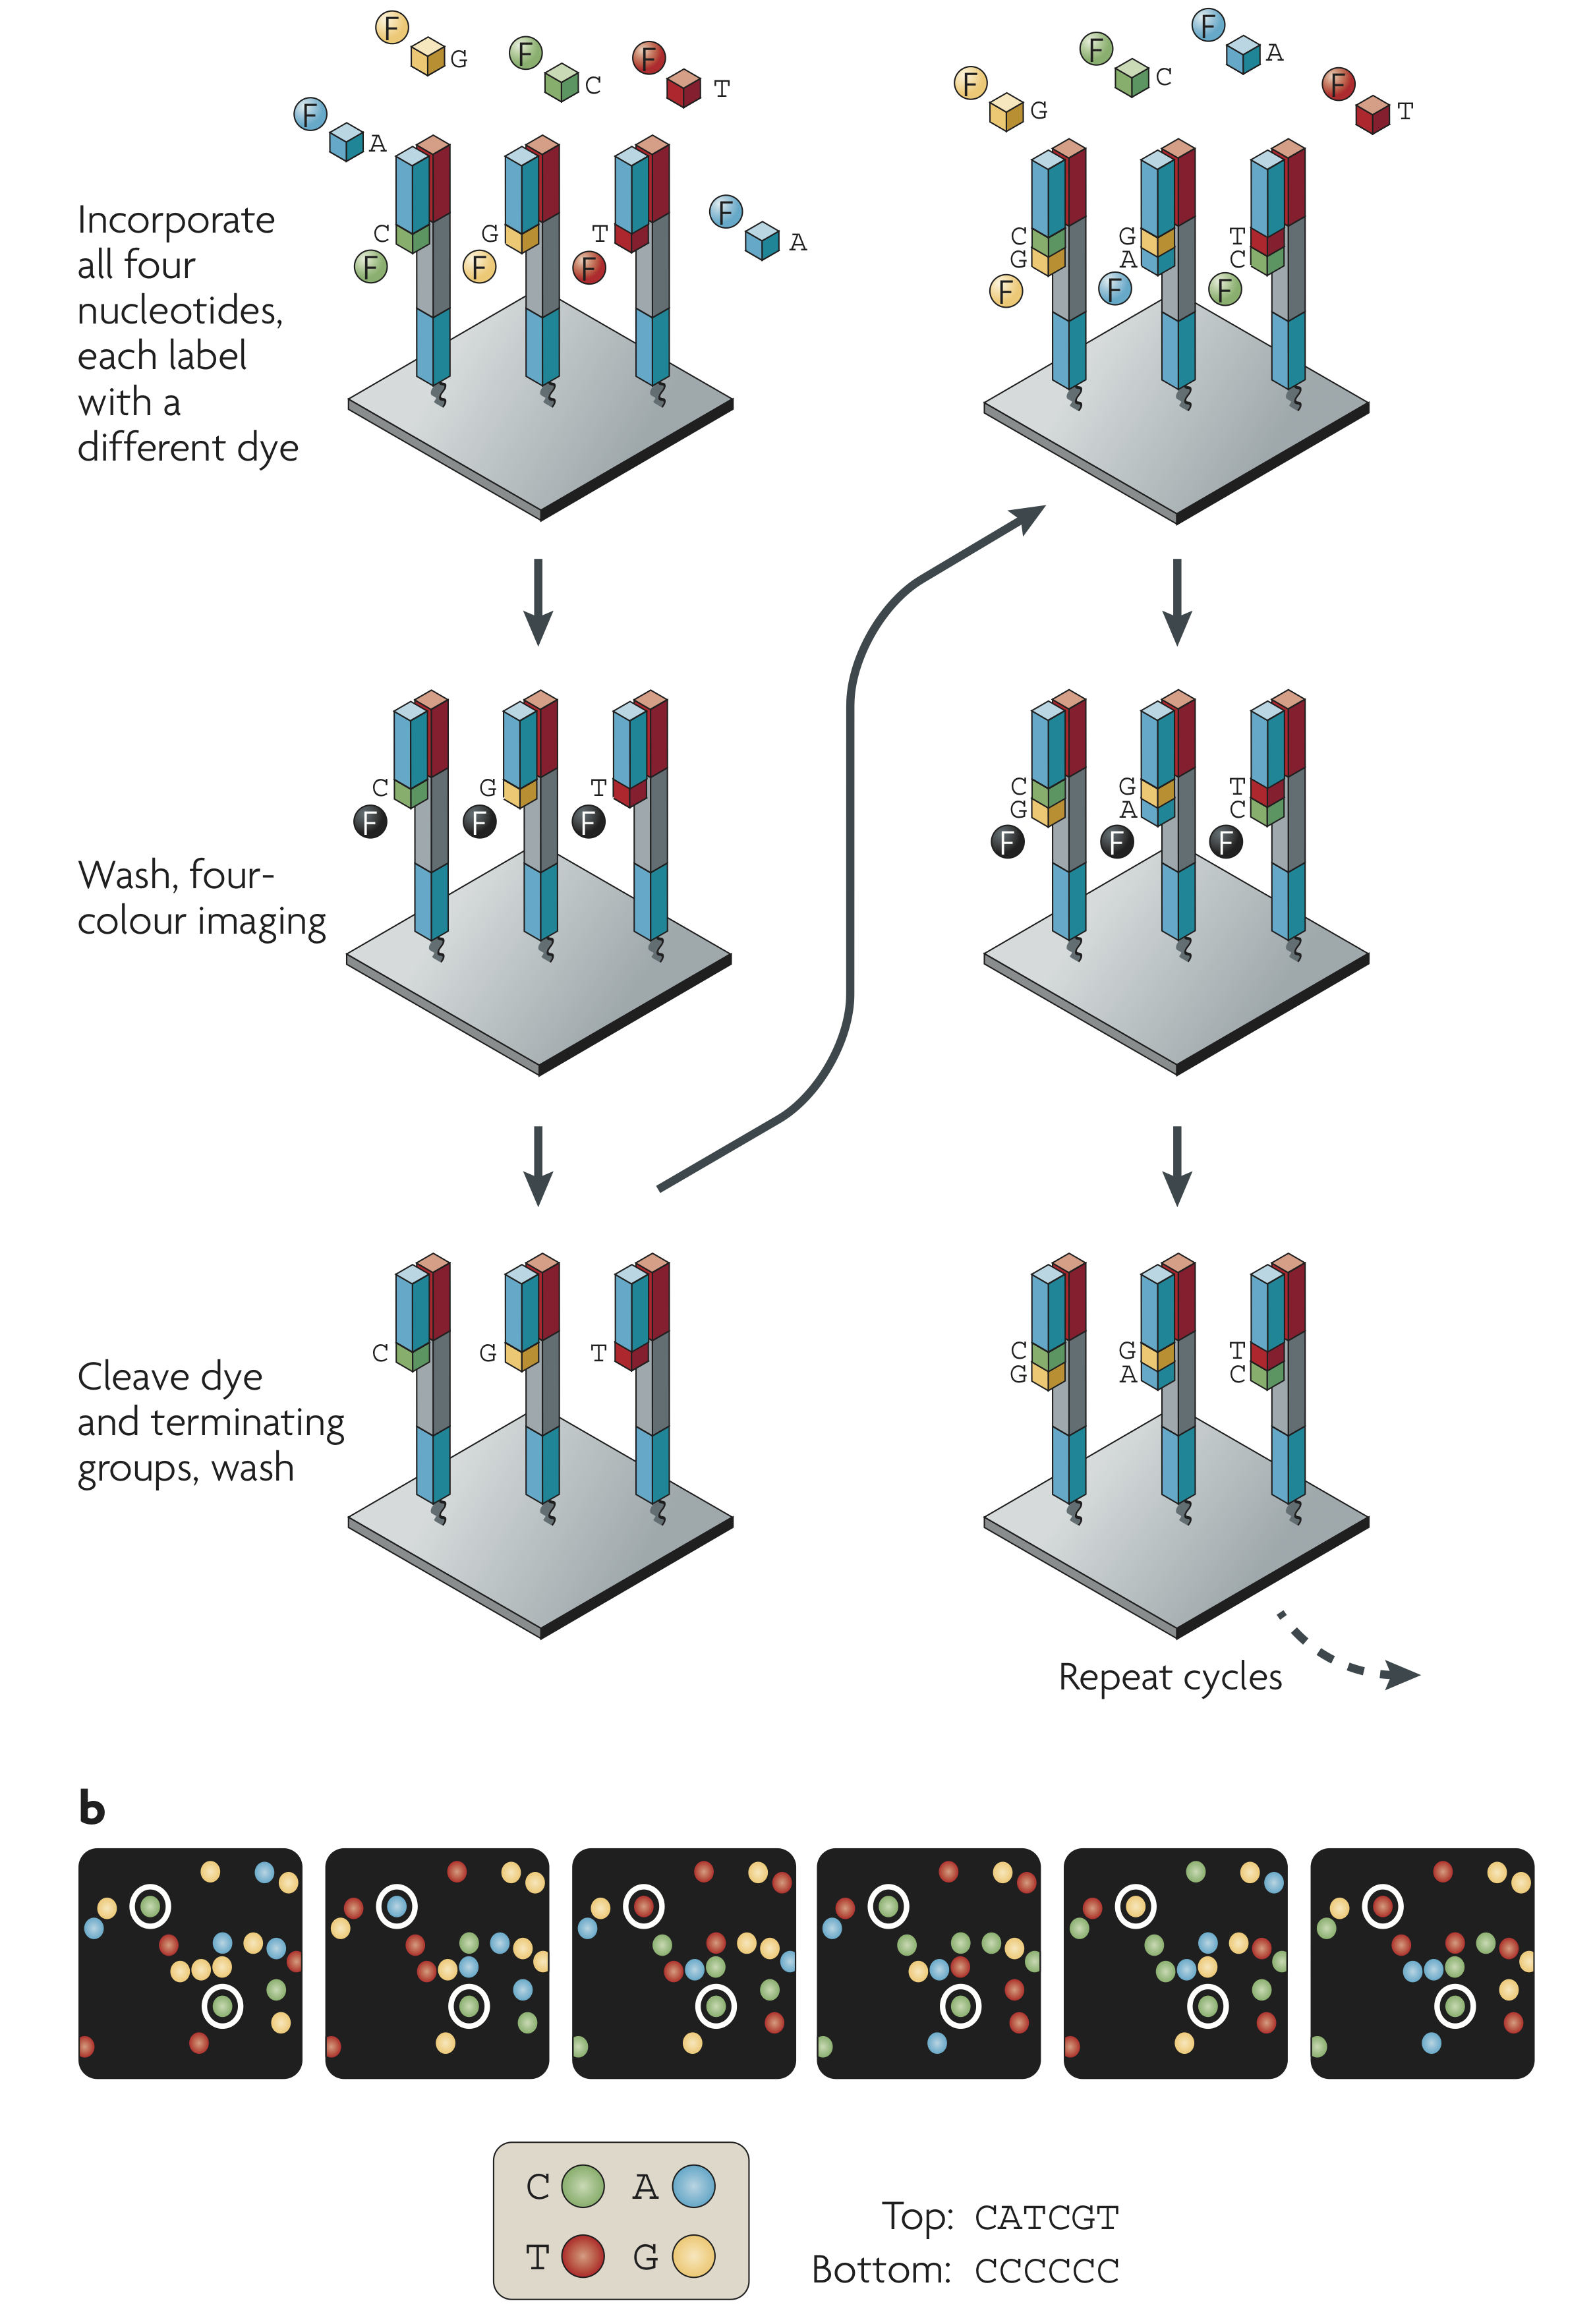 F G
F C
F T
F A
F A
C G T
F F F
Incorporate
all four
nucleotides,
each label
with a
different dye
F G
F C
F A
F T
C G T
G A C
F F F
Wash, four-
colour imaging
C G T
F F F
C G T
G A C
F F F
Cleave dye
and terminating
groups, wash
C G T
C G T
G A C
Repeat cycles
b
C A
T G
Top: CATCGT
Bottom: CCCCCC